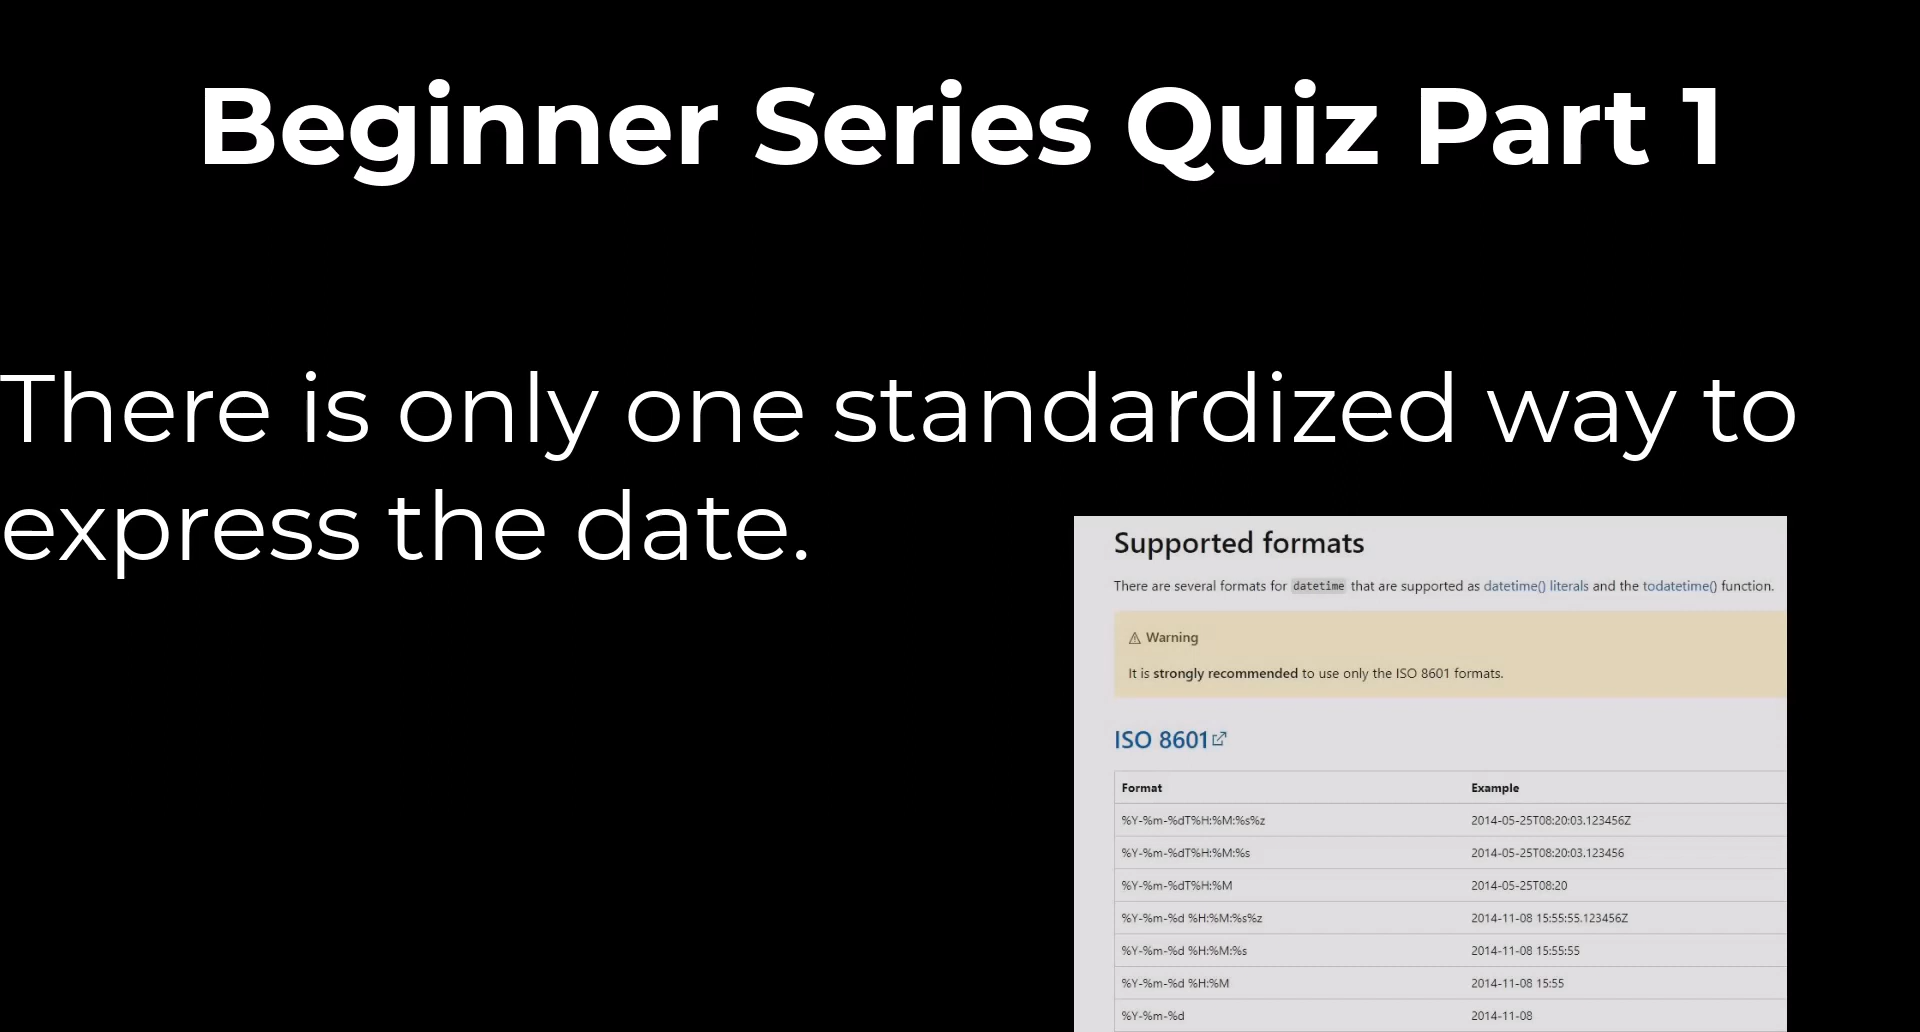 Beginner Series Quiz Part 1
There is only one standardized way to
express the date.
Supported formats
There are several formats for datetime that are supported as datetime() literals and the todatetime() function.
⚠ Warning
It is strongly recommended to use only the ISO 8601 formats.
ISO 8601
Format Example
%Y-%m-%dT%H:%M:%s%z 2014-05-25T08:20:03.123456Z
%Y-%m-%dT%H:%M:%s 2014-05-25T08:20:03.123456
%Y-%m-%dT%H:%M 2014-05-25T08:20
%Y-%m-%d %H:%M:%s%z 2014-11-08 15:55:55.123456Z
%Y-%m-%d %H:%M:%s 2014-11-08 15:55:55
%Y-%m-%d %H:%M 2014-11-08 15:55
%Y-%m-%d 2014-11-08